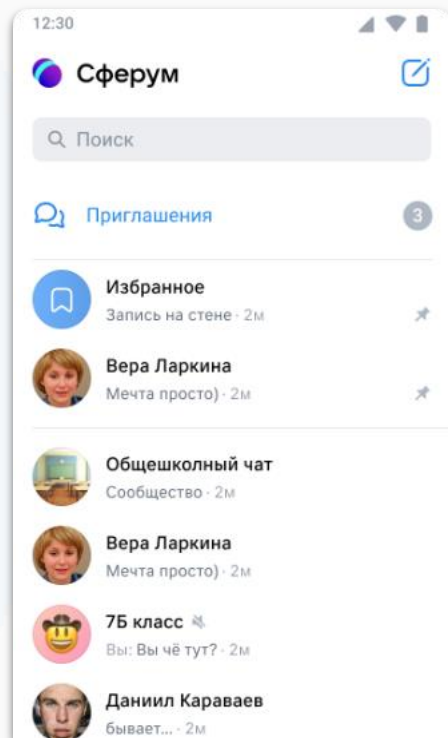 12:30
Сферум
Поиск
Приглашения 3
Избранное
Запись на стене · 2м
Вера Ларкина
Мечта просто) · 2м
Общешколный чат
Сообщество · 2м
Вера Ларкина
Мечта просто) · 2м
7Б класс
Вы: Вы чё тут? · 2м
Даниил Караваев
бывает... · 2м